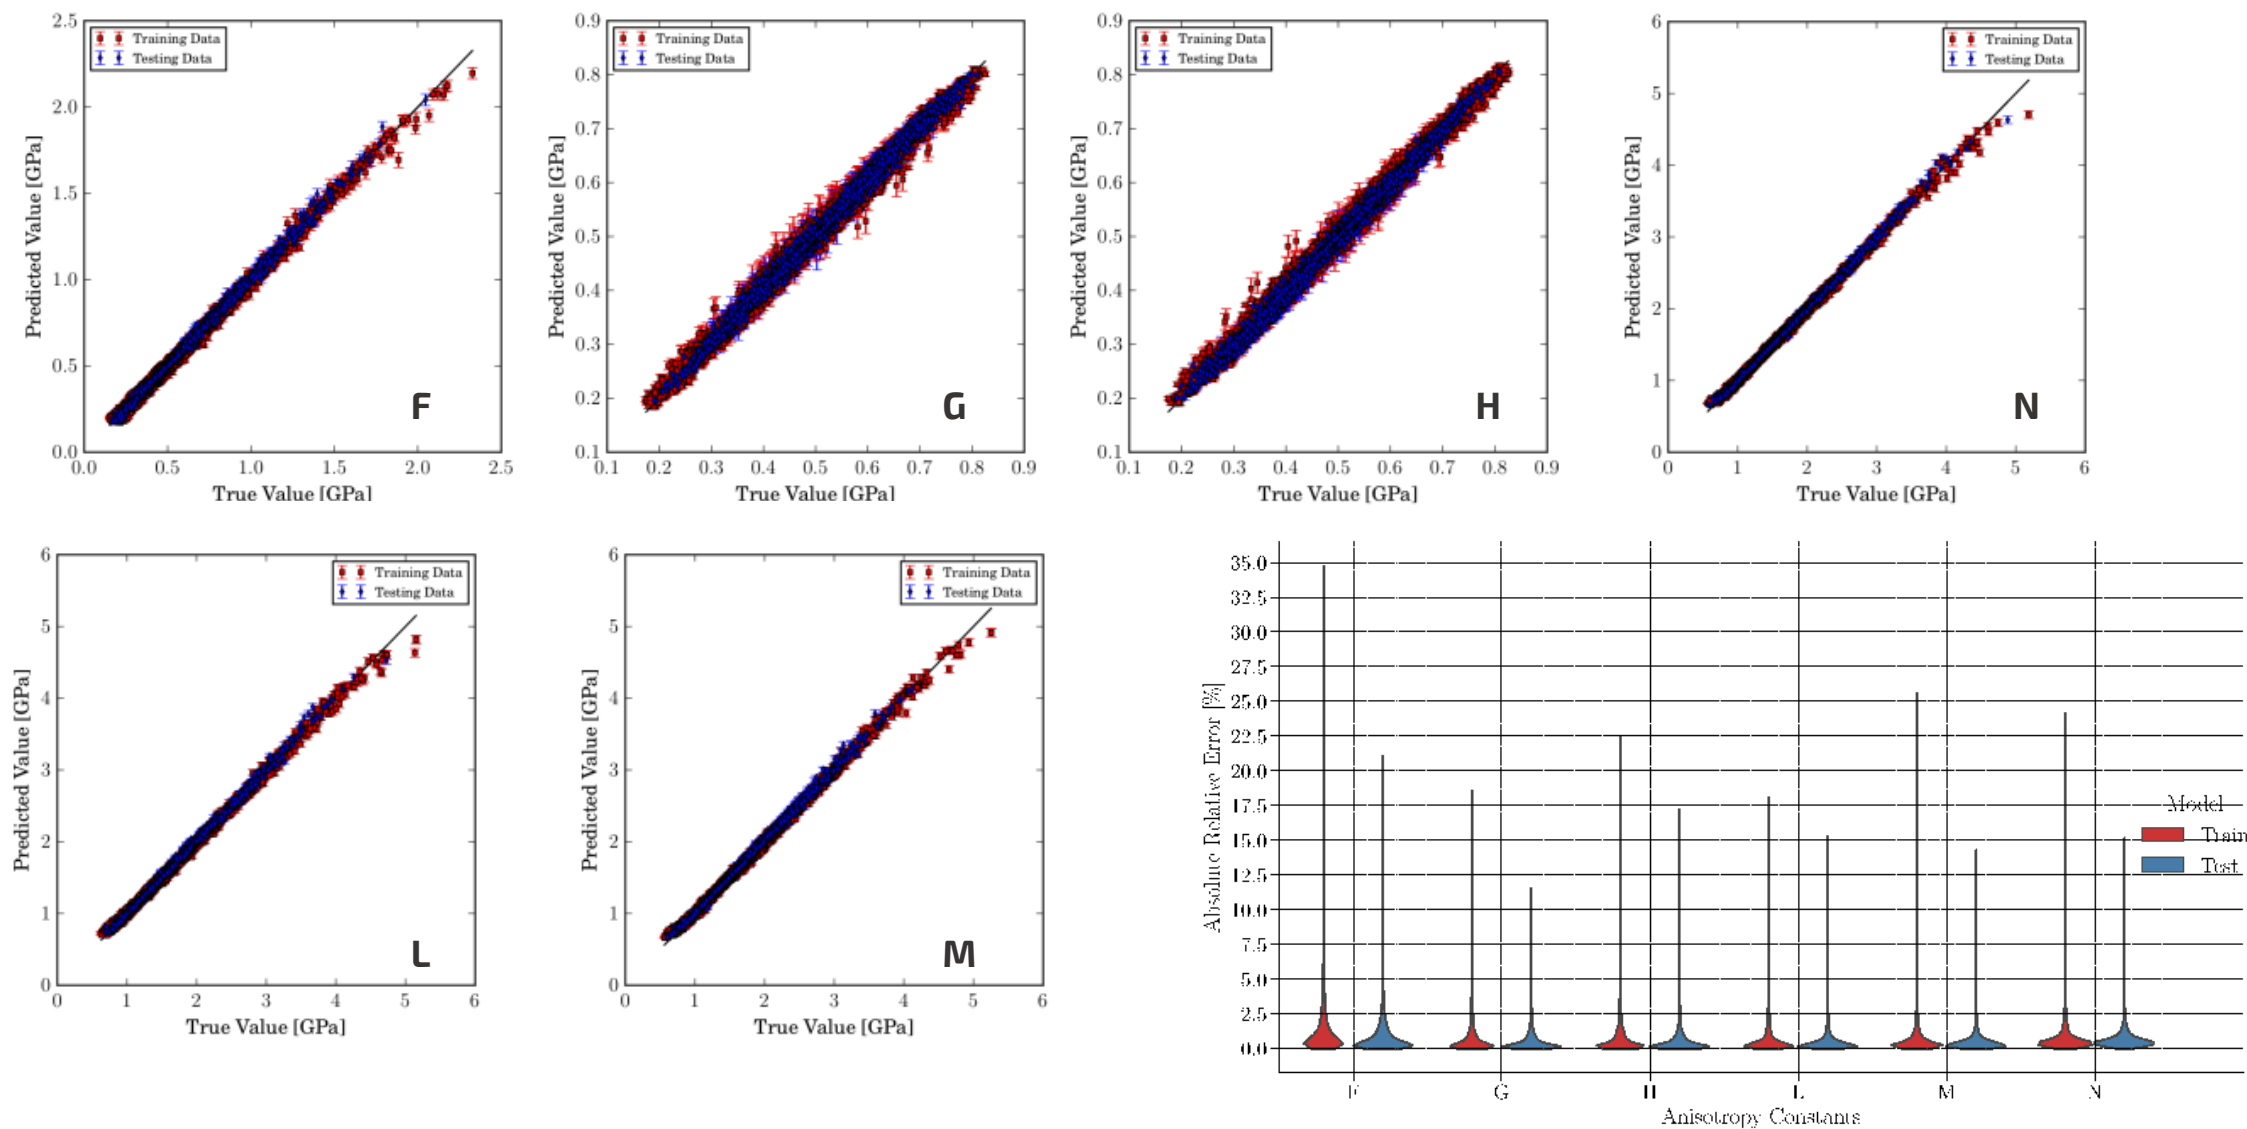 2.5
2.0
1.5
1.0
0.5
0.0
0.0 0.5 1.0 1.5 2.0 2.5
Predicted Value [GPa]
True Value [GPa]
Training Data
Testing Data
F
0.9
0.8
0.7
0.6
0.5
0.4
0.3
0.2
0.1
0.1 0.2 0.3 0.4 0.5 0.6 0.7 0.8 0.9
Predicted Value [GPa]
True Value [GPa]
Training Data
Testing Data
G
0.9
0.8
0.7
0.6
0.5
0.4
0.3
0.2
0.1
0.1 0.2 0.3 0.4 0.5 0.6 0.7 0.8 0.9
Predicted Value [GPa]
True Value [GPa]
Training Data
Testing Data
H
6
5
4
3
2
1
0
0 1 2 3 4 5 6
Predicted Value [GPa]
True Value [GPa]
Training Data
Testing Data
N
6
5
4
3
2
1
0
0 1 2 3 4 5 6
Predicted Value [GPa]
True Value [GPa]
Training Data
Testing Data
L
6
5
4
3
2
1
0
0 1 2 3 4 5 6
Predicted Value [GPa]
True Value [GPa]
Training Data
Testing Data
M
35.0
32.5
30.0
27.5
25.0
22.5
20.0
17.5
15.0
12.5
10.0
7.5
5.0
2.5
0.0
Absolute Relative Error [%]
F G H L M N
Anisotropy Constants
Model
Train
Test